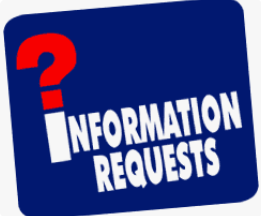 ?
INFORMATION
REQUESTS